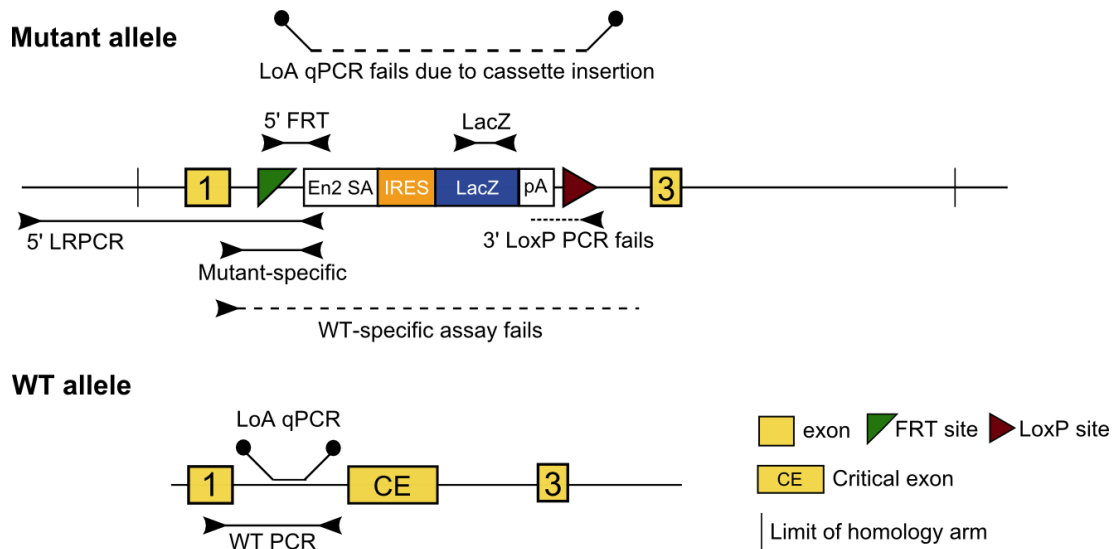 Mutant allele
LoA qPCR fails due to cassette insertion
5' FRT
LacZ
1
En2 SA
IRES
LacZ
pA
3
5' LRPCR
3' LoxP PCR fails
Mutant-specific
WT-specific assay fails
WT allele
LoA qPCR
1
CE
3
WT PCR
exon
FRT site
LoxP site
CE
Critical exon
Limit of homology arm